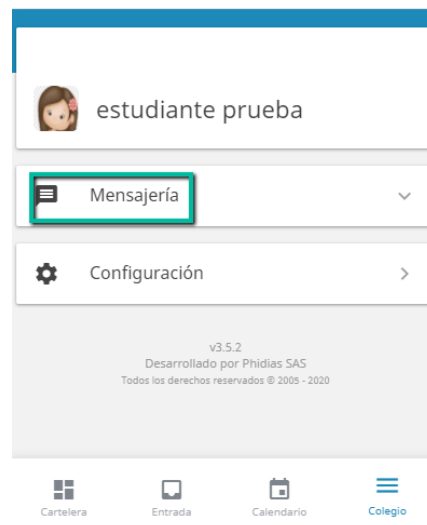 estudiante prueba
Mensajería
Configuración
v3.5.2
Desarrollado por Phidias SAS
Todos los derechos reservados © 2005 - 2020
Cartelera Entrada Calendario Colegio